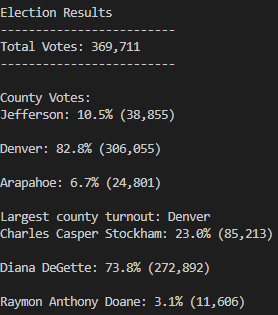 Election Results
-------------------------
Total Votes: 369,711
-------------------------
County Votes:
Jefferson: 10.5% (38,855)
Denver: 82.8% (306,055)
Arapahoe: 6.7% (24,801)
Largest county turnout: Denver
Charles Casper Stockham: 23.0% (85,213)
Diana DeGette: 73.8% (272,892)
Raymon Anthony Doane: 3.1% (11,606)